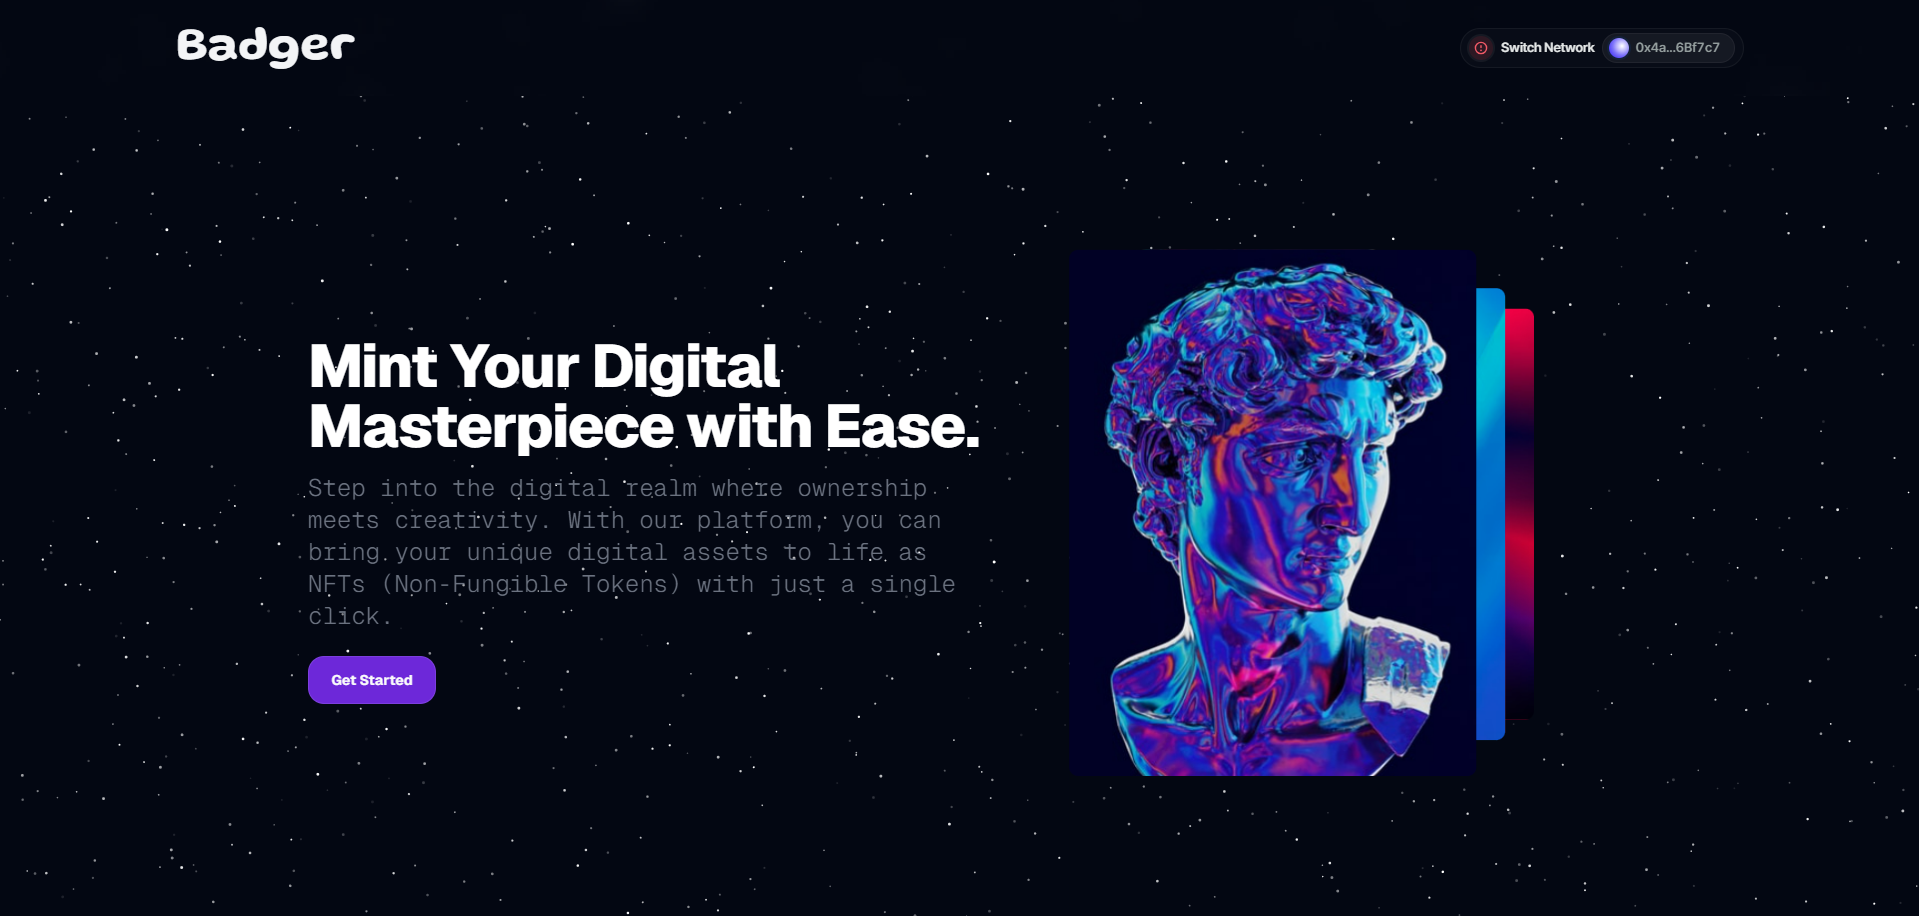 Badger
Switch Network
0x4a...6Bf7c7
Mint Your Digital
Masterpiece with Ease.
Step into the digital realm where ownership
meets creativity. With our platform, you can
bring your unique digital assets to life as
NFTs (Non-Fungible Tokens) with just a single
click.
Get Started